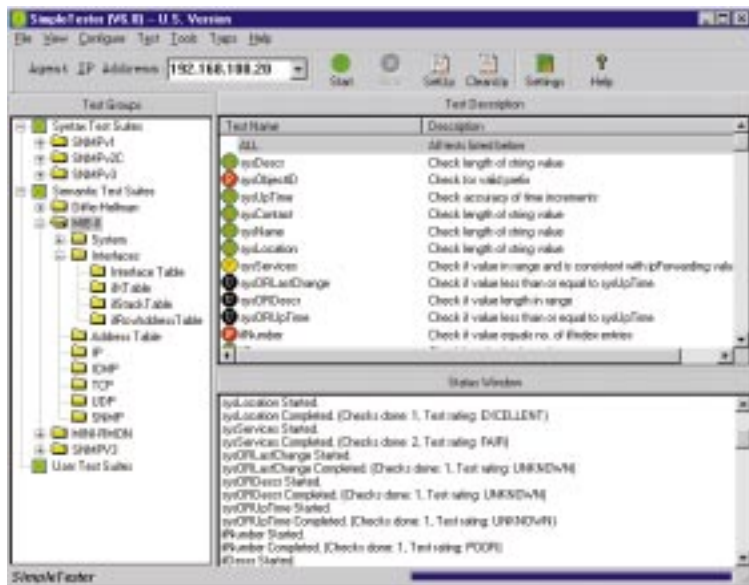 SimpleTester (V6.0) – U.S. Version
File View Configure Test Tools Traps Help
Agent IP Address 192.168.100.20
Start
SetUp
CleanUp
Settings
Help
Test Groups
Syntax Test Suites
SNMPv1
SNMPv2C
SNMPv3
Semantic Test Suites
Diffie-Hellman
MIB-II
System
Interfaces
Interface Table
ifXTable
ifStackTable
ifRcvAddressTable
Address Table
IP
ICMP
TCP
UDP
SNMP
MINI-RMON
SNMPV3
User Test Suites
Test Description
Test Name Description
ALL All tests listed below
sysDescr Check length of string value
sysObjectID Check for valid prefix
sysUpTime Check accuracy of time increments
sysContact Check length of string value
sysName Check length of string value
sysLocation Check length of string value
sysServices Check if value in range and is consistent with ipForwarding valu
sysORLastChange Check if value less than or equal to sysUpTime
sysORDescr Check if value length in range
sysORUpTime Check if value less than or equal to sysUpTime
ifNumber Check if value equals no. of ifIndex entries
Status Window
sysLocation Started.
sysLocation Completed. (Checks done: 1, Test rating: EXCELLENT)
sysServices Started.
sysServices Completed. (Checks done: 2, Test rating: FAIR)
sysORLastChange Started.
sysORLastChange Completed. (Checks done: 1, Test rating: UNKNOWN)
sysORDescr Started.
sysORDescr Completed. (Checks done: 1, Test rating: UNKNOWN)
sysORUpTime Started.
sysORUpTime Completed. (Checks done: 1, Test rating: UNKNOWN)
ifNumber Started.
ifNumber Completed. (Checks done: 1, Test rating: POOR)
ifDescr Started.
SimpleTester